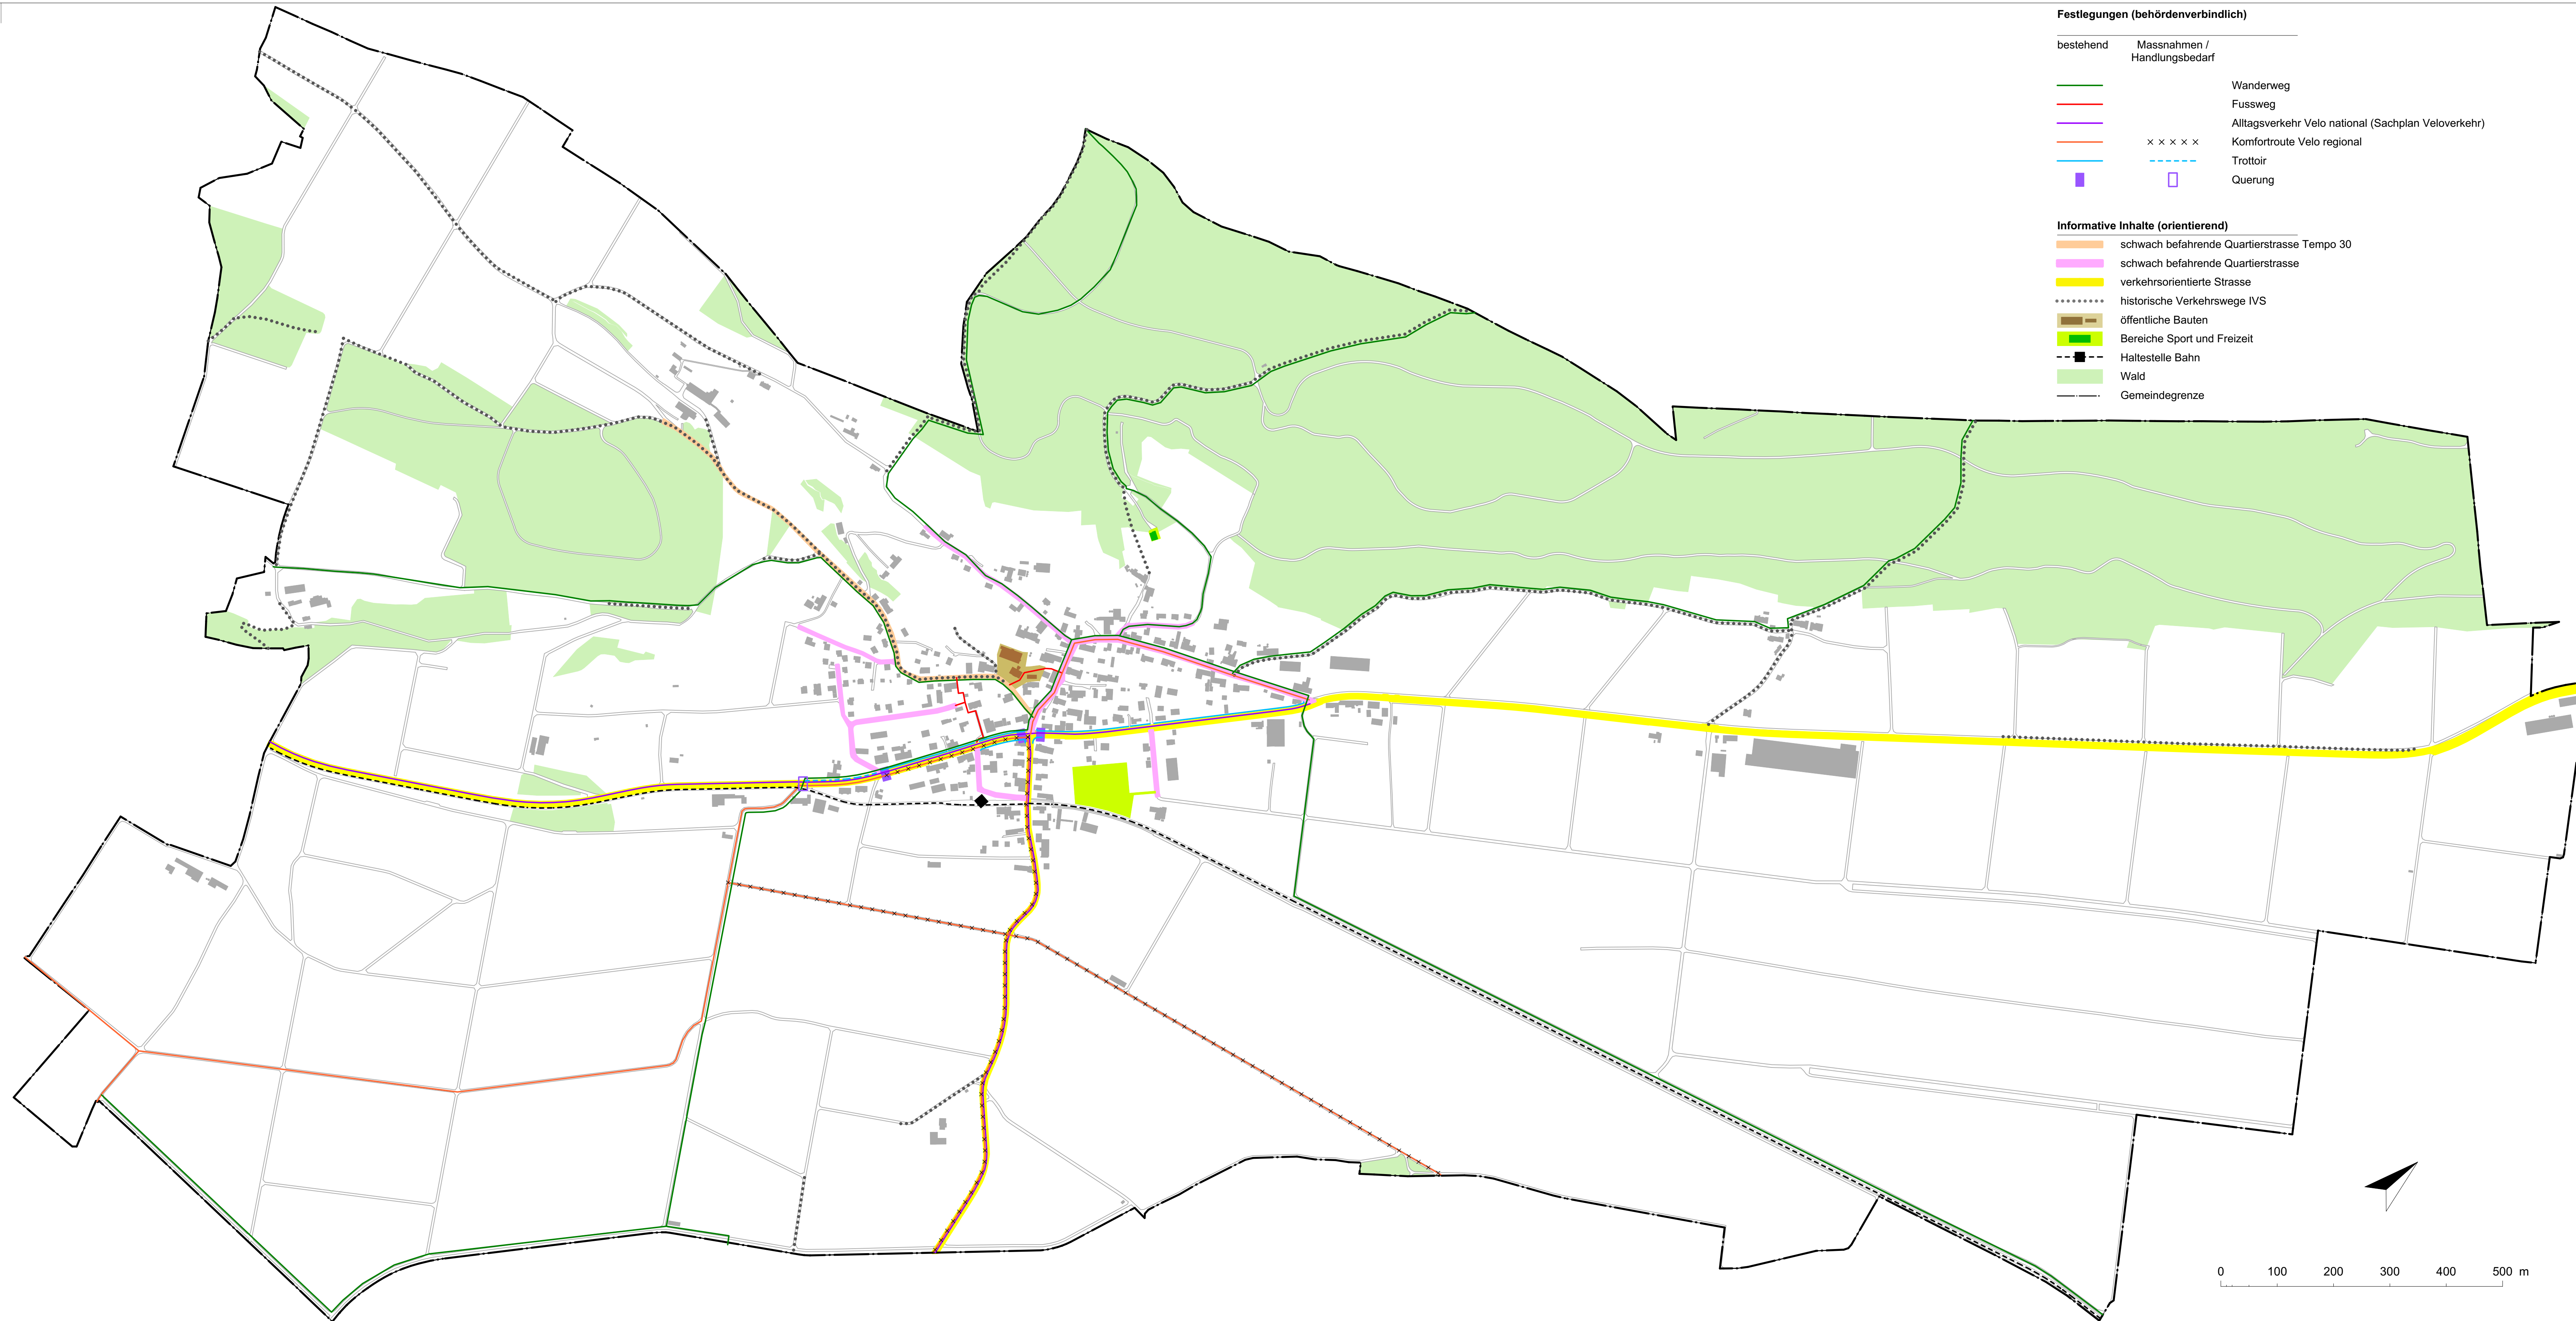 Festlegungen (behördenverbindlich)
bestehend Massnahmen /
Handlungsbedarf
Wanderweg
Fussweg
Alltagsverkehr Velo national (Sachplan Veloverkehr)
Komfortroute Velo regional
Trottoir
Querung
Informative Inhalte (orientierend)
schwach befahrende Quartierstrasse Tempo 30
schwach befahrende Quartierstrasse
verkehrsorientierte Strasse
historische Verkehrswege IVS
öffentliche Bauten
Bereiche Sport und Freizeit
Haltestelle Bahn
Wald
Gemeindegrenze
0 100 200 300 400 500 m